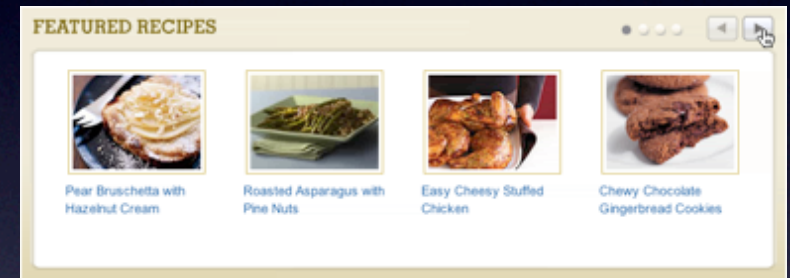 FEATURED RECIPES
Pear Bruschetta with
Hazelnut Cream
Roasted Asparagus with
Pine Nuts
Easy Cheesy Stuffed
Chicken
Chewy Chocolate
Gingerbread Cookies